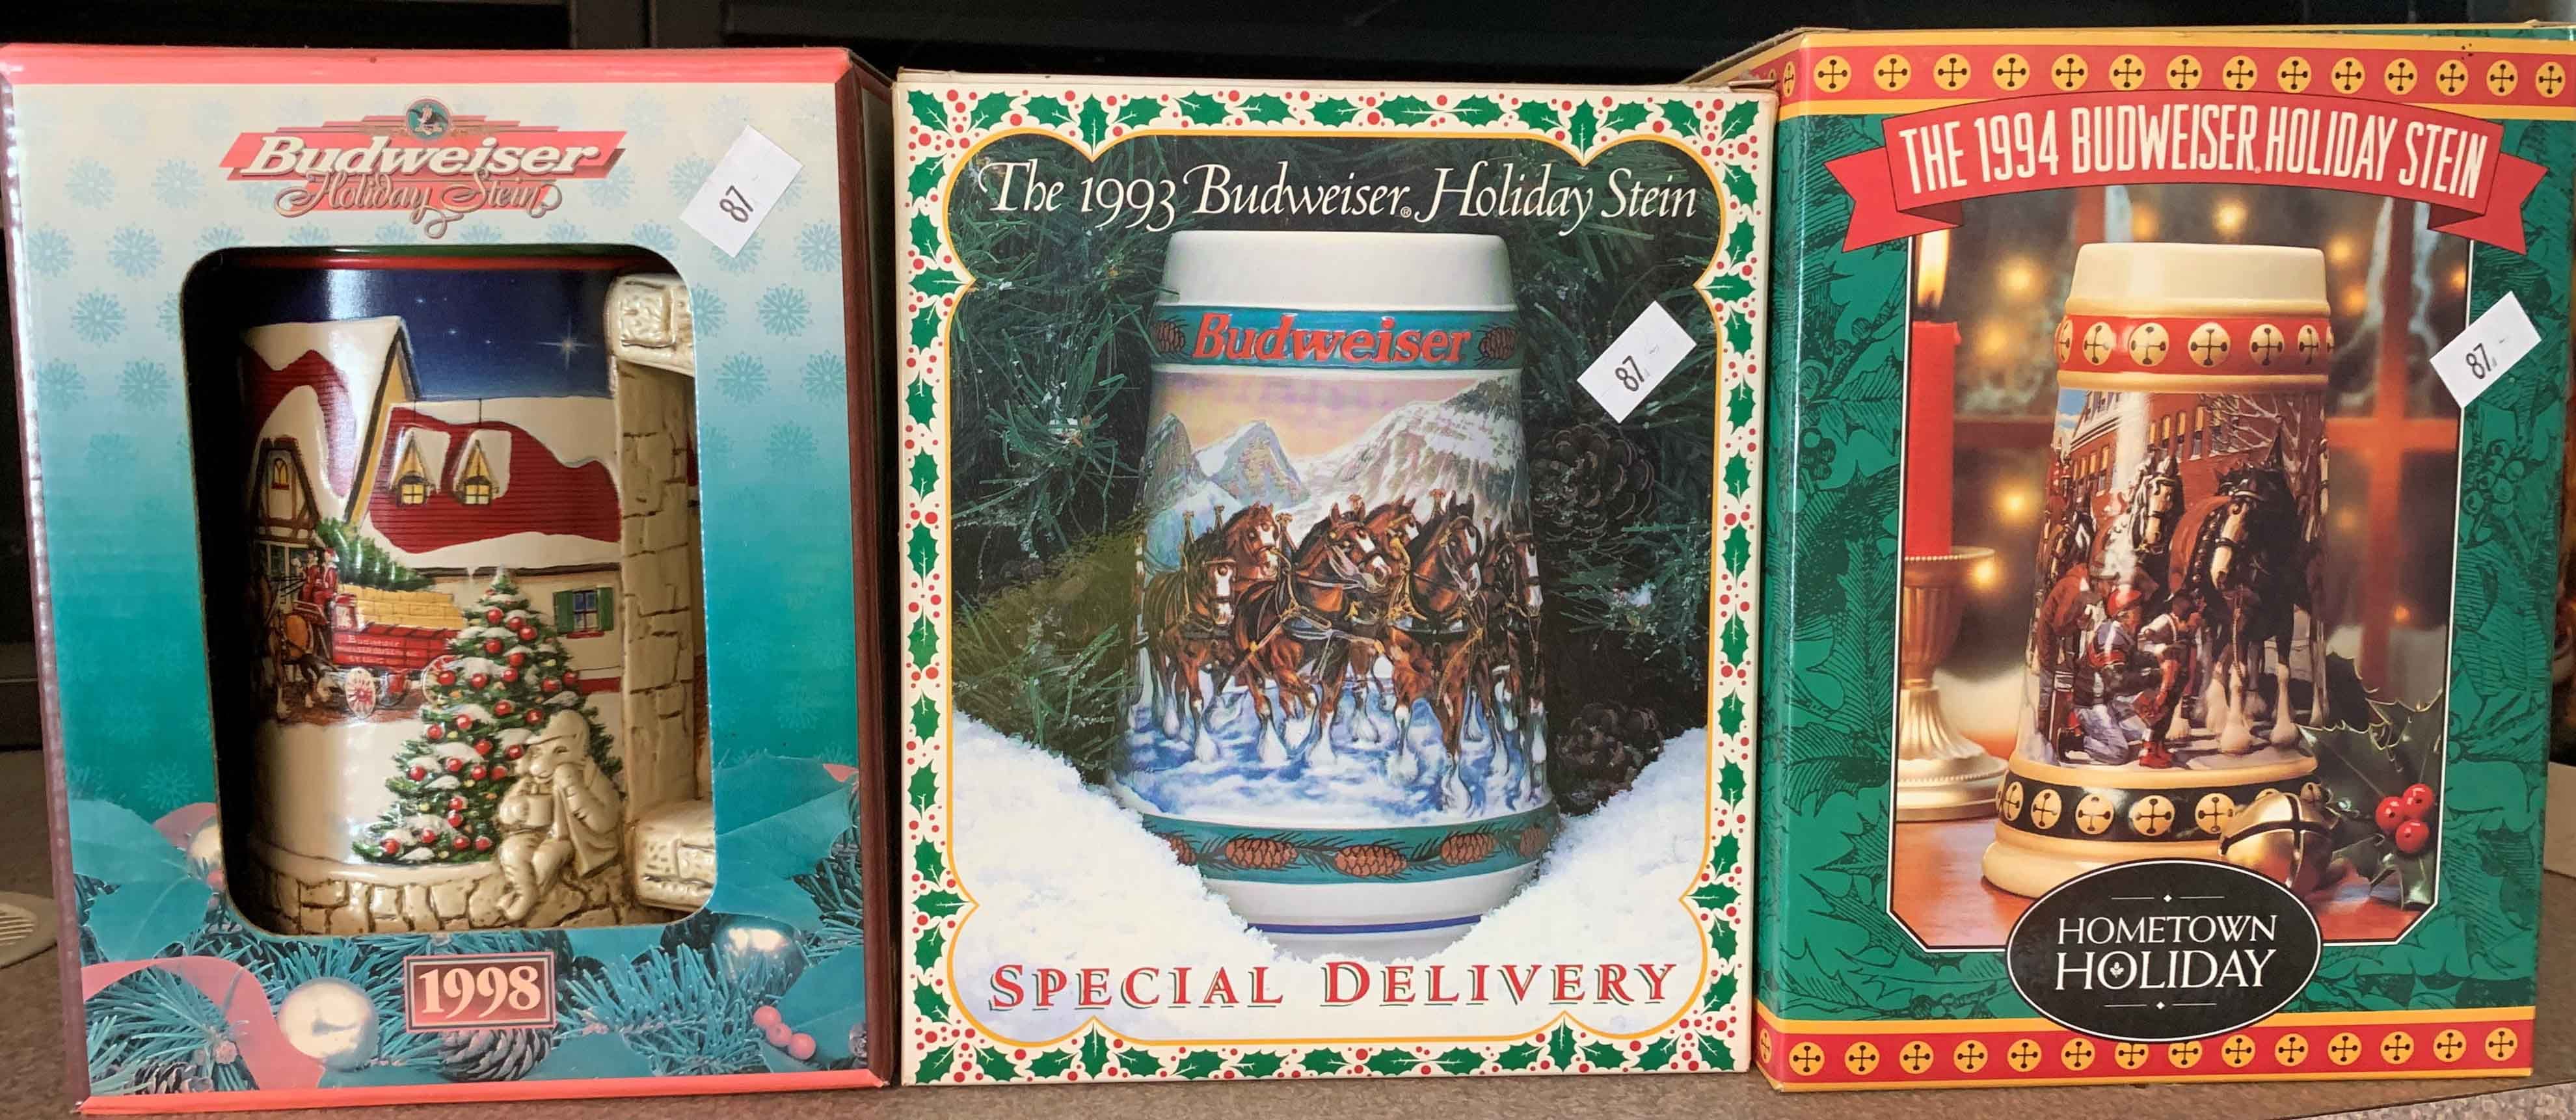 Budweiser
Holiday Stein
87
1998
The 1993 Budweiser® Holiday Stein
Budweiser
87
SPECIAL DELIVERY
THE 1994 BUDWEISER® HOLIDAY STEIN
87
HOMETOWN
HOLIDAY